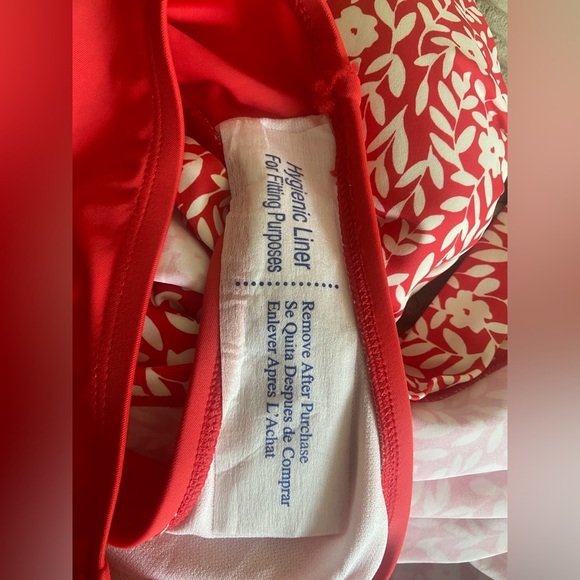 Hygienic Liner
For Fitting Purposes
Remove After Purchase
Se Quita Despues de Comprar
Enlever Apres L'Achat